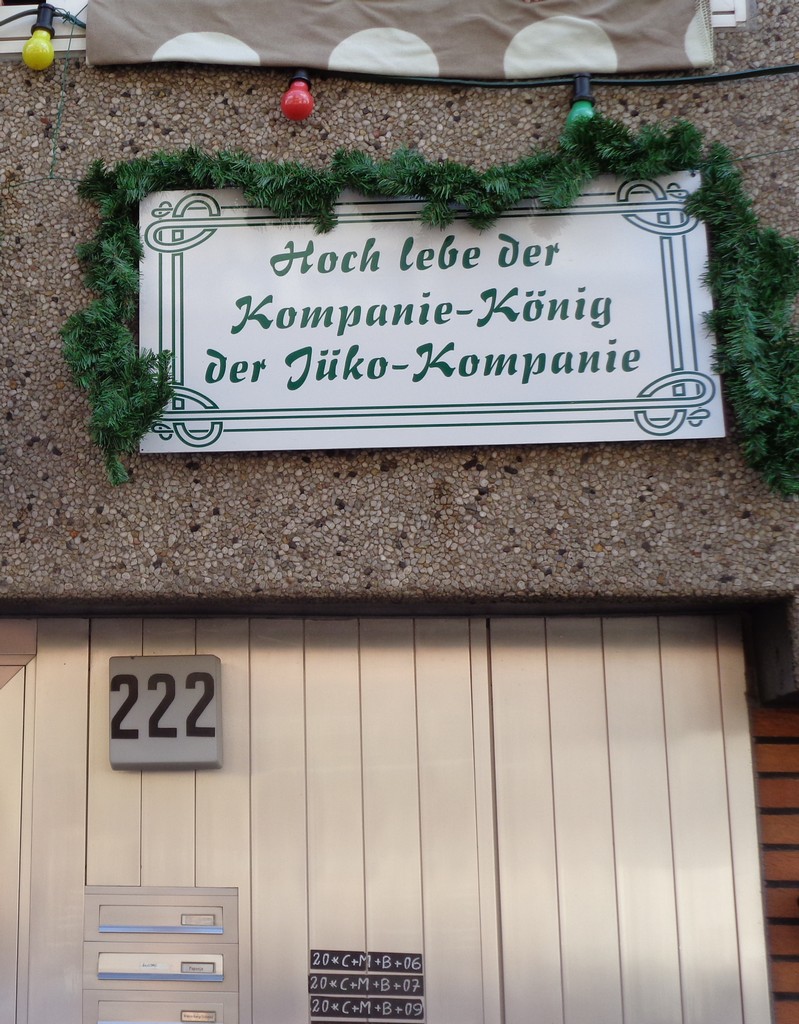 Hoch lebe der
Kompanie-König
der Jüko-Kompanie
222
20*C+M+B+06
20*C+M+B+07
20*C+M+B+09